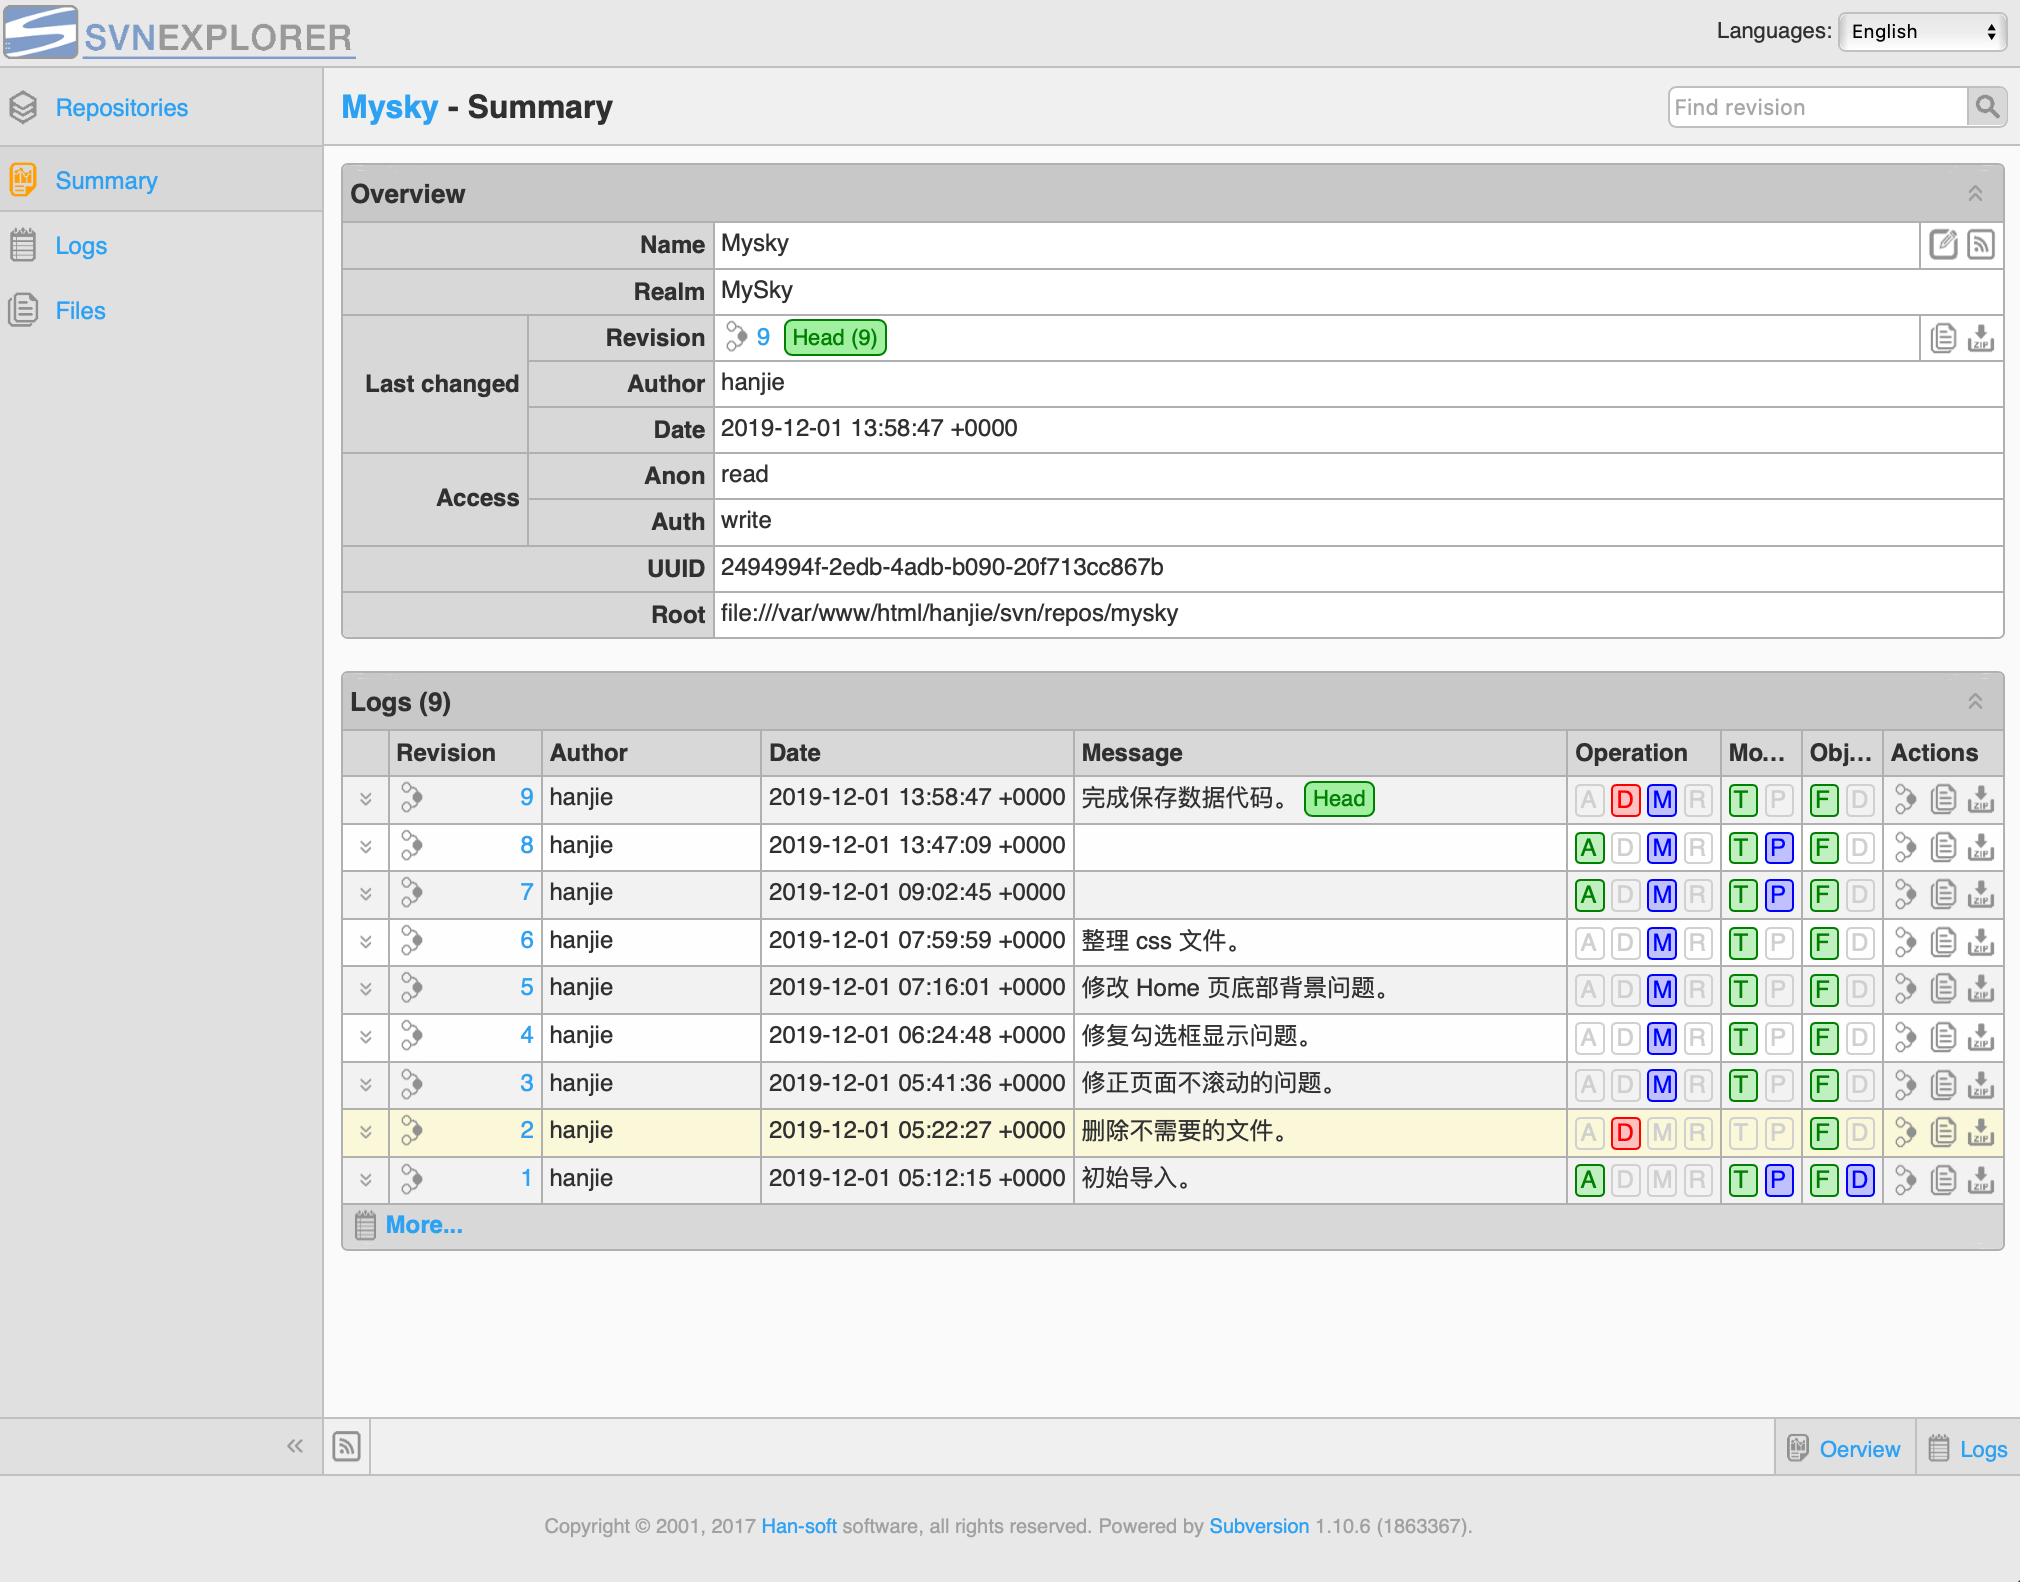 SVNEXPLORER
Languages: English
Repositories
Summary
Logs
Files
Mysky - Summary
Find revision
Overview
Name Mysky
Realm MySky
Last changed
Revision 9 Head (9)
Author hanjie
Date 2019-12-01 13:58:47 +0000
Access
Anon read
Auth write
UUID 2494994f-2edb-4adb-b090-20f713cc867b
Root file:///var/www/html/hanjie/svn/repos/mysky
Logs (9)
Revision Author Date Message Operation Mo... Obj... Actions
9 hanjie 2019-12-01 13:58:47 +0000 完成保存数据代码。 Head A D M R T P F D ZIP
8 hanjie 2019-12-01 13:47:09 +0000 A D M R T P F D ZIP
7 hanjie 2019-12-01 09:02:45 +0000 A D M R T P F D ZIP
6 hanjie 2019-12-01 07:59:59 +0000 整理 css 文件。 A D M R T P F D ZIP
5 hanjie 2019-12-01 07:16:01 +0000 修改 Home 页底部背景问题。 A D M R T P F D ZIP
4 hanjie 2019-12-01 06:24:48 +0000 修复勾选框显示问题。 A D M R T P F D ZIP
3 hanjie 2019-12-01 05:41:36 +0000 修正页面不滚动的问题。 A D M R T P F D ZIP
2 hanjie 2019-12-01 05:22:27 +0000 删除不需要的文件。 A D M R T P F D ZIP
1 hanjie 2019-12-01 05:12:15 +0000 初始导入。 A D M R T P F D ZIP
More...
Oerview Logs
Copyright © 2001, 2017 Han-soft software, all rights reserved. Powered by Subversion 1.10.6 (1863367).